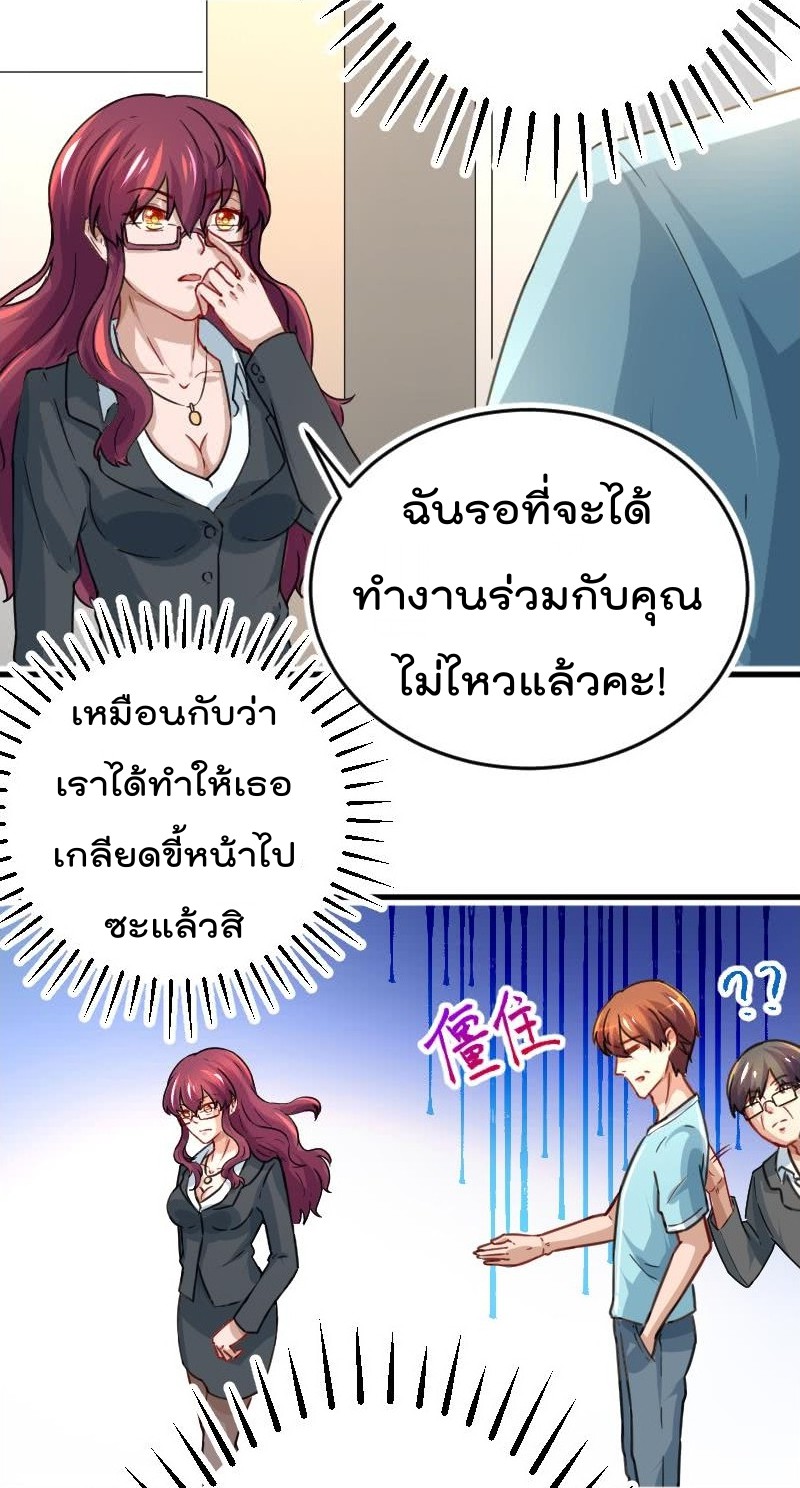 ฉันรอที่จะได้
ทำงานร่วมกับคุณ
ไม่ไหวแล้วคะ!
เหมือนกับว่า
เราได้ทำให้เธอ
เกลียดขี้หน้าไป
ซะแล้วสิ
僵住
??